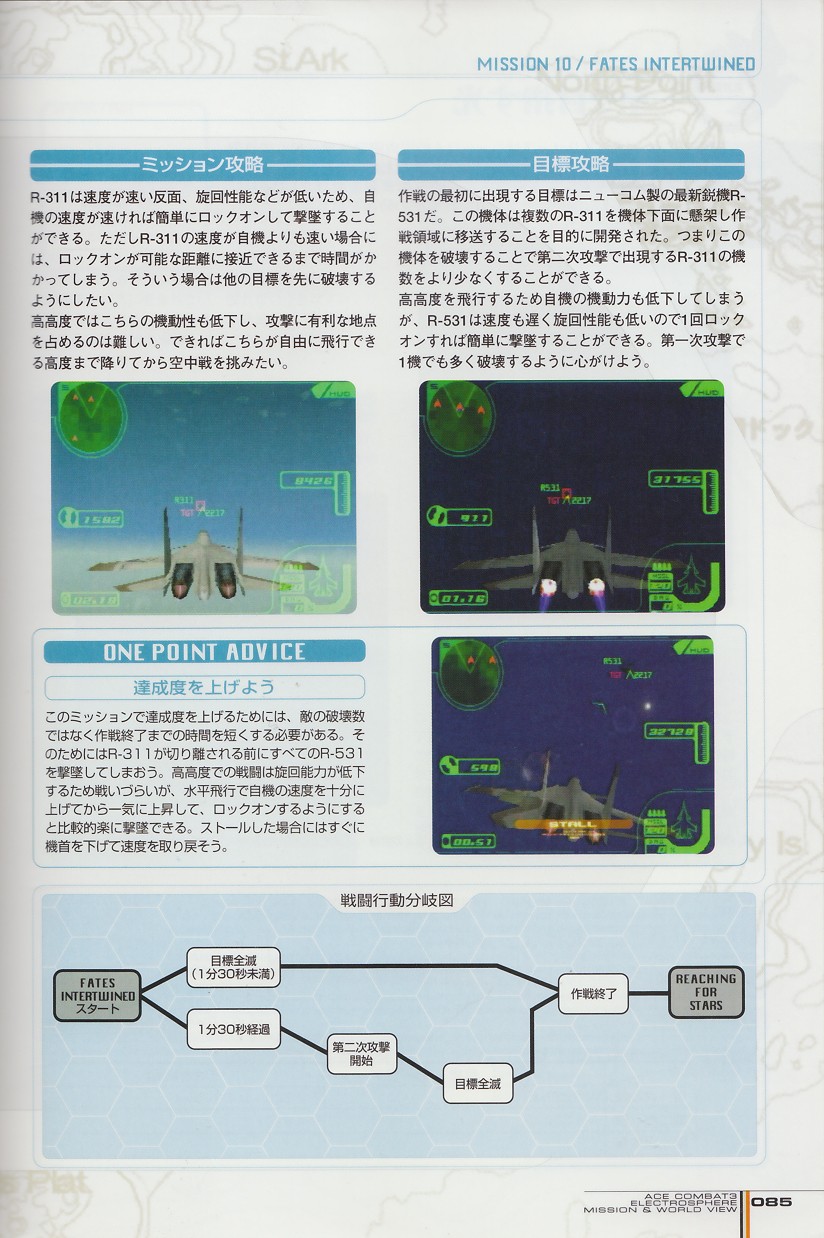 St.Ark
MISSION 10 / FATES INTERTWINED
North Point
ミッション攻略
R-311は速度が速い反面、旋回性能などが低いため、自
機の速度が速ければ簡単にロックオンして撃墜すること
ができる。ただしR-311の速度が自機よりも速い場合に
は、ロックオンが可能な距離に接近できるまで時間がか
かってしまう。そういう場合は他の目標を先に破壊する
ようにしたい。
高高度ではこちらの機動性も低下し、攻撃に有利な地点
を占めるのは難しい。できればこちらが自由に飛行でき
る高度まで降りてから空中戦を挑みたい。
目標攻略
作戦の最初に出現する目標はニューコム製の最新鋭機R-
531だ。この機体は複数のR-311を機体下面に懸架し作
戦領域に移送することを目的に開発された。つまりこの
機体を破壊することで第二次攻撃で出現するR-311の機
数をより少なくすることができる。
高高度を飛行するため自機の機動力も低下してしまう
が、R-531は速度も遅く旋回性能も低いので1回ロック
オンすれば簡単に撃墜することができる。第一次攻撃で
1機でも多く破壊するように心がけよう。
HUD
8426
R311
TGT 2217
1582
02.18
HUD
31755
R531
TGT 2217
911
01.16
ドック
ONE POINT ADVICE
達成度を上げよう
このミッションで達成度を上げるためには、敵の破壊数
ではなく作戦終了までの時間を短くする必要がある。そ
のためにはR-311が切り離される前にすべてのR-531
を撃墜してしまおう。高高度での戦闘は旋回能力が低下
するため戦いづらいが、水平飛行で自機の速度を十分に
上げてから一気に上昇して、ロックオンするようにする
と比較的楽に撃墜できる。ストールした場合にはすぐに
機首を下げて速度を取り戻そう。
HUD
R531
TGT 2217
32728
598
STALL
00.57
y Is
戦闘行動分岐図
FATES
INTERTWINED
スタート
目標全滅
(1分30秒未満)
1分30秒経過
第二次攻撃
開始
目標全滅
作戦終了
REACHING
FOR
STARS
s Plat
ACE COMBAT3
ELECTROSPHERE
MISSION & WORLD VIEW
085